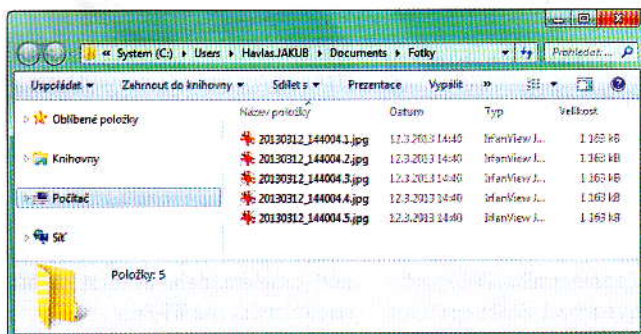 « System (C:) ▸ Users ▸ Havlas.JAKUB ▸ Documents ▸ Fotky
Prohledat: ...
Uspořádat Zahrnout do knihovny Sdílet s Prezentace Vypálit »
Název položky Datum Typ Velikost
Oblíbené položky
20130312_144004.1.jpg 12.3.2013 14:40 IrfanView J... 1 163 kB
Knihovny
20130312_144004.2.jpg 12.3.2013 14:40 IrfanView J... 1 163 kB
20130312_144004.3.jpg 12.3.2013 14:40 IrfanView J... 1 163 kB
Počítač
20130312_144004.4.jpg 12.3.2013 14:40 IrfanView J... 1 163 kB
20130312_144004.5.jpg 12.3.2013 14:40 IrfanView J... 1 163 kB
Síť
Položky: 5